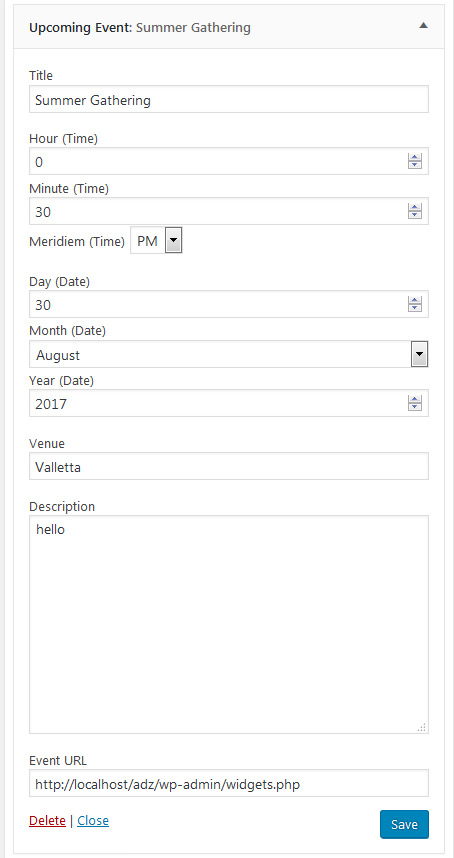 Upcoming Event: Summer Gathering
Title
Summer Gathering
Hour (Time)
0
Minute (Time)
30
Meridiem (Time) PM
Day (Date)
30
Month (Date)
August
Year (Date)
2017
Venue
Valletta
Description
hello
Event URL
http://localhost/adz/wp-admin/widgets.php
Delete | Close
Save